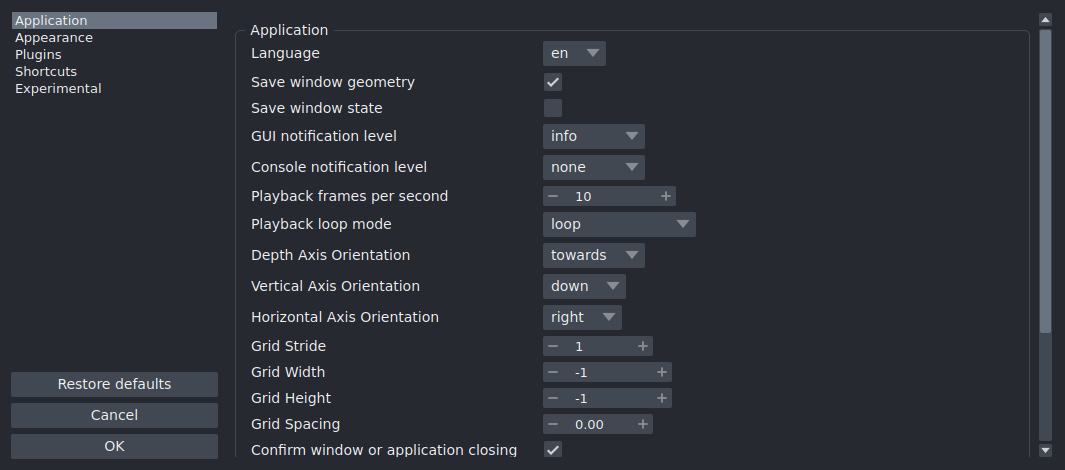 Application
Appearance
Plugins
Shortcuts
Experimental
Restore defaults
Cancel
OK
Application
Language en
Save window geometry
Save window state
GUI notification level info
Console notification level none
Playback frames per second 10
Playback loop mode loop
Depth Axis Orientation towards
Vertical Axis Orientation down
Horizontal Axis Orientation right
Grid Stride 1
Grid Width -1
Grid Height -1
Grid Spacing 0.00
Confirm window or application closing